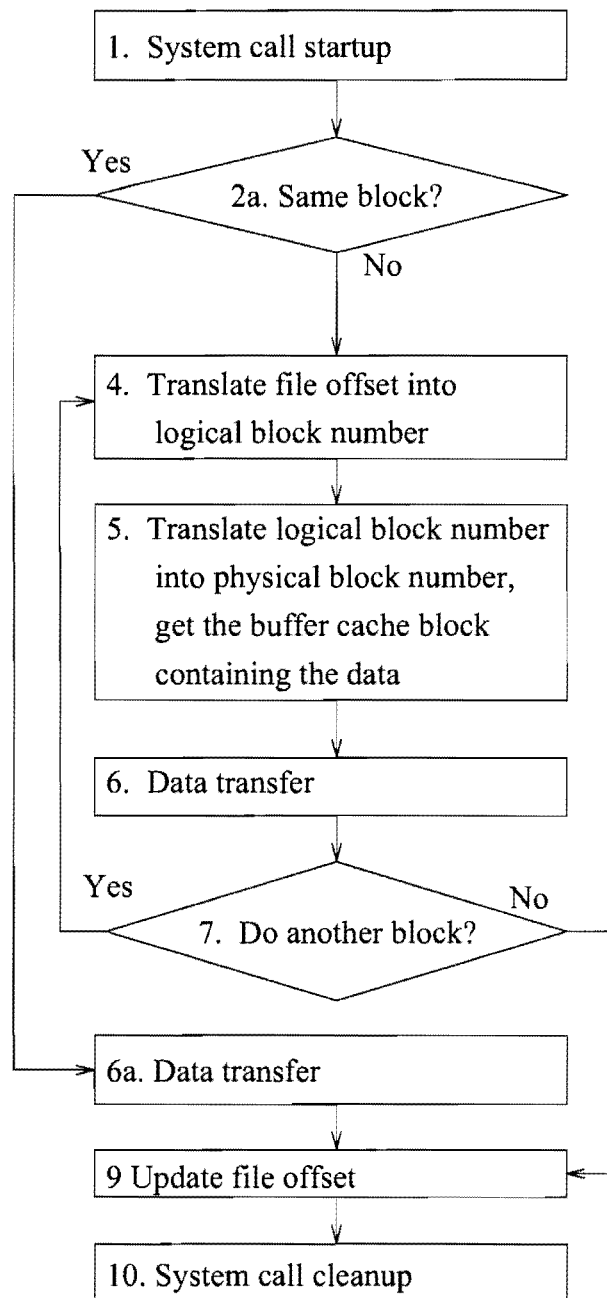 1. System call startup
Yes
2a. Same block?
No
4. Translate file offset into
logical block number
5. Translate logical block number
into physical block number,
get the buffer cache block
containing the data
6. Data transfer
Yes
No
7. Do another block?
6a. Data transfer
9 Update file offset
10. System call cleanup